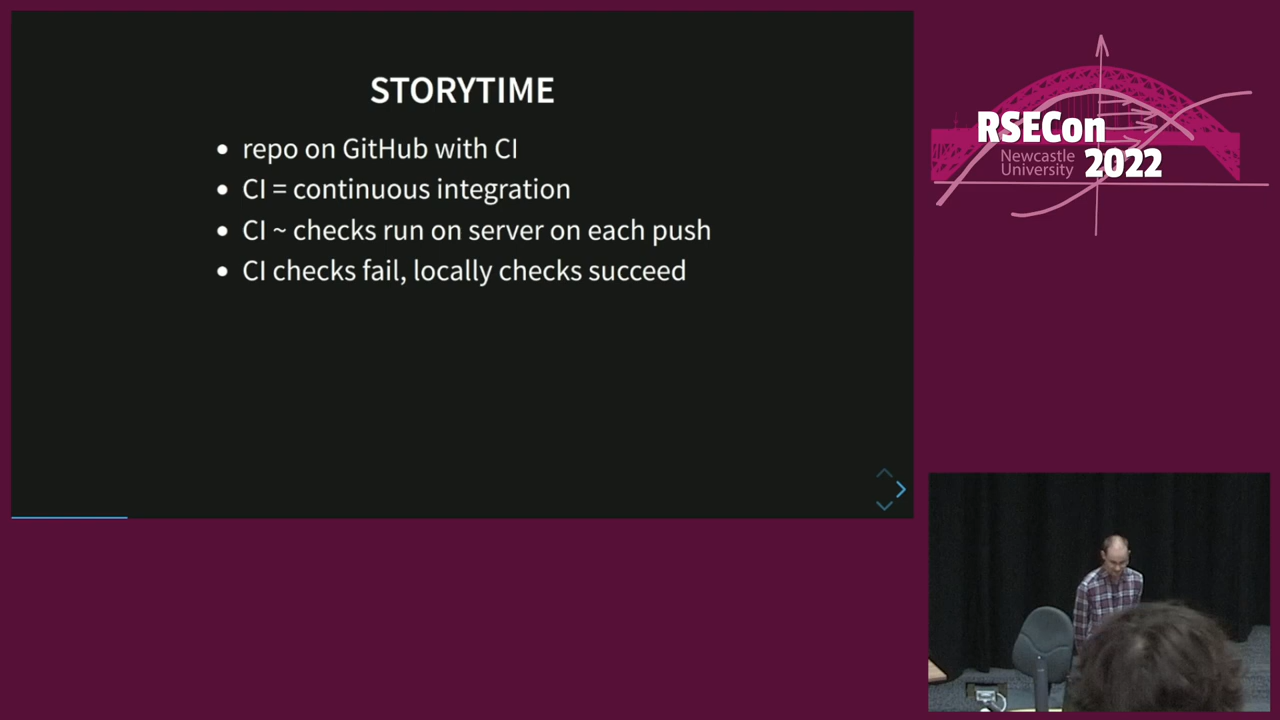 STORYTIME
repo on GitHub with CI
CI = continuous integration
CI ~ checks run on server on each push
CI checks fail, locally checks succeed
RSECon
Newcastle
University
2022